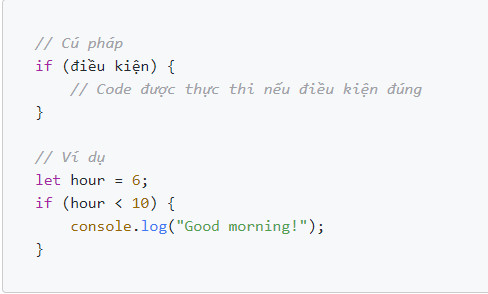 // Cú pháp
if (điều kiện) {
    // Code được thực thi nếu điều kiện đúng
}
// Ví dụ
let hour = 6;
if (hour < 10) {
    console.log("Good morning!");
}